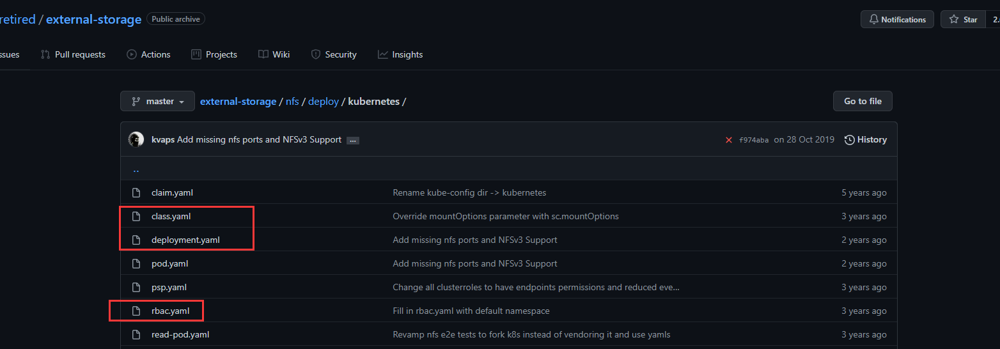 retired / external-storage Public archive Notifications Star 2.
ssues Pull requests Actions Projects Wiki Security Insights
master external-storage / nfs / deploy / kubernetes / Go to file
kvaps Add missing nfs ports and NFSv3 Support ... f974aba on 28 Oct 2019 History
..
claim.yaml Rename kube-config dir -> kubernetes 5 years ago
class.yaml Override mountOptions parameter with sc.mountOptions 3 years ago
deployment.yaml Add missing nfs ports and NFSv3 Support 2 years ago
pod.yaml Add missing nfs ports and NFSv3 Support 2 years ago
psp.yaml Change all clusterroles to have endpoints permissions and reduced eve... 3 years ago
rbac.yaml Fill in rbac.yaml with default namespace 3 years ago
read-pod.yaml Revamp nfs e2e tests to fork k8s instead of vendoring it and use yamls 3 years ago